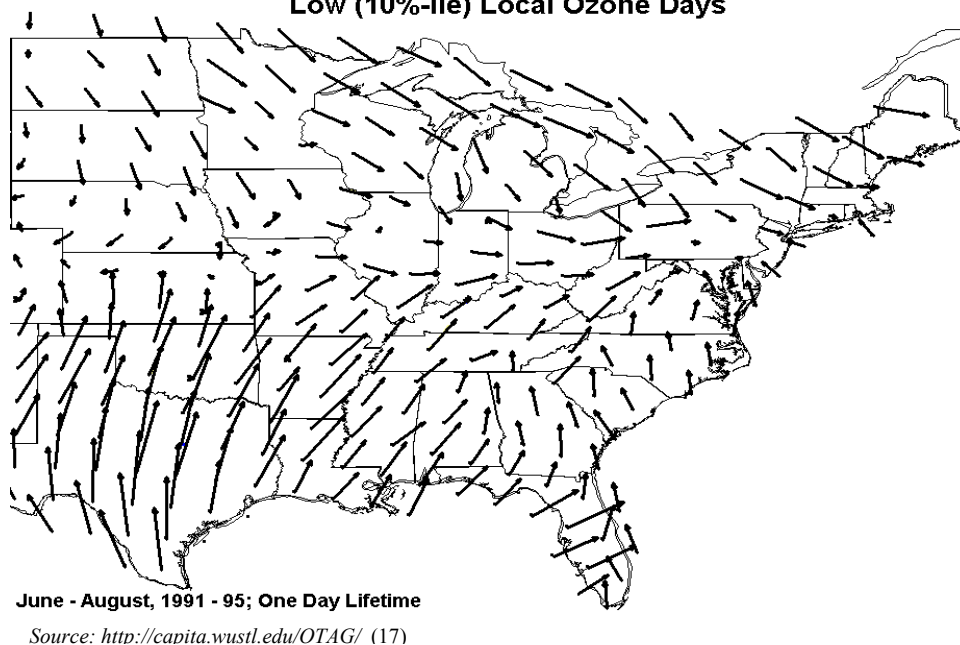 Low (10%-ile) Local Ozone Days
June - August, 1991 - 95; One Day Lifetime
Source: http://capita.wustl.edu/OTAG/ (17)